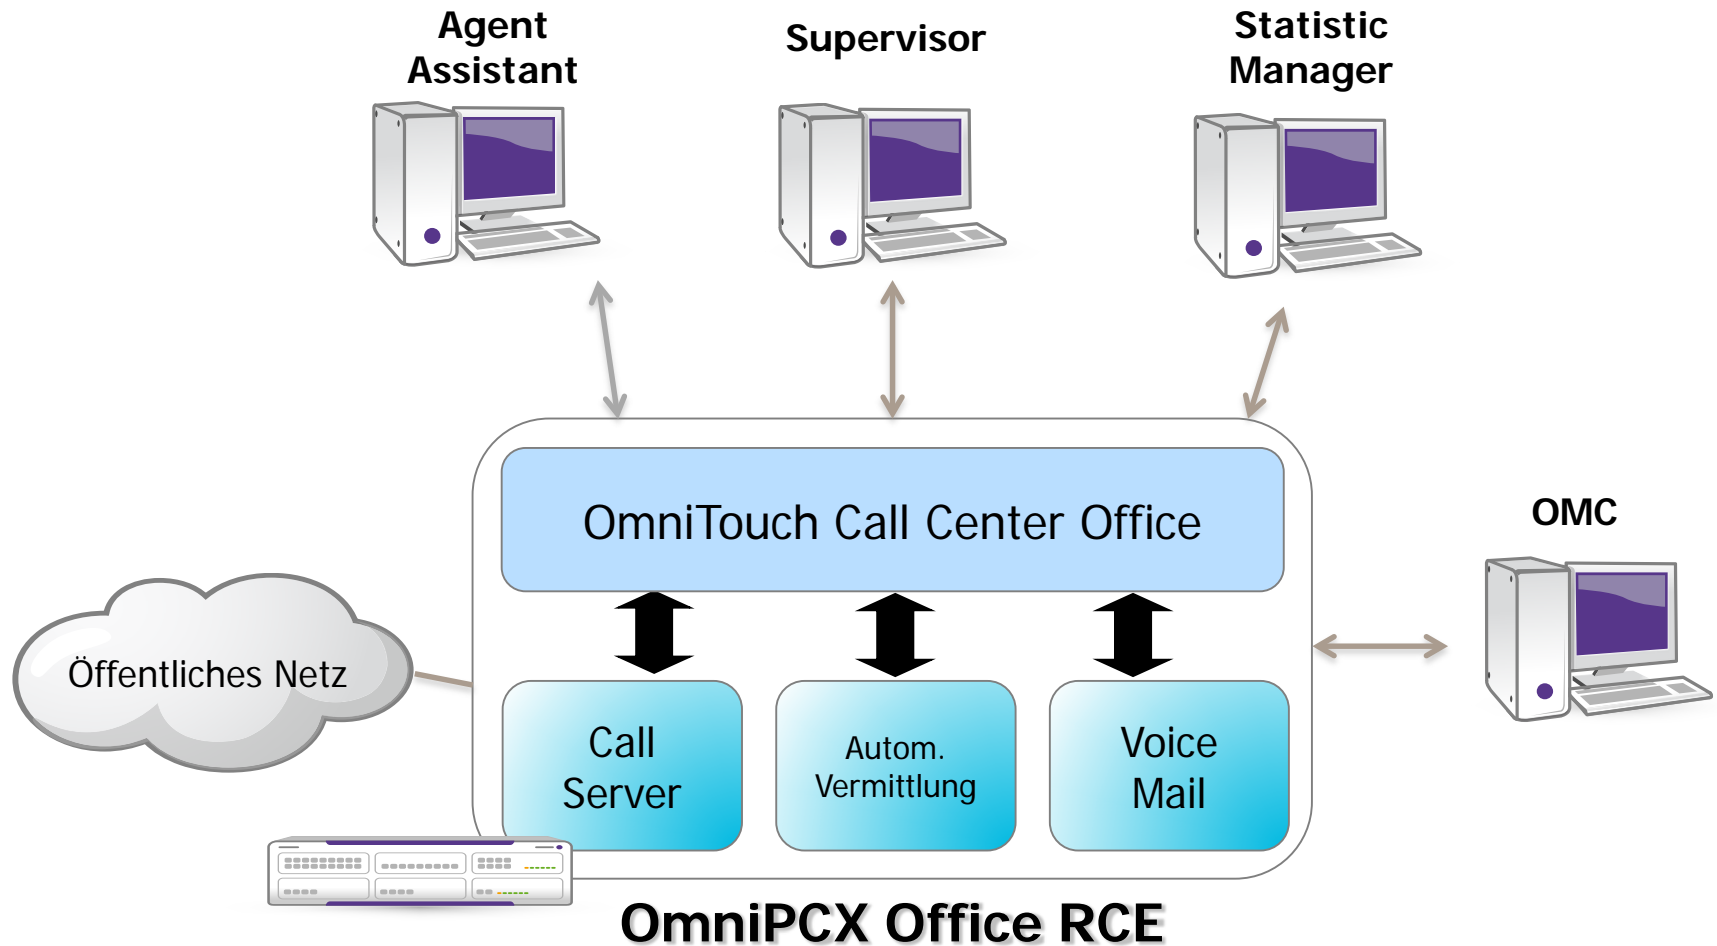 Agent
Assistant
Supervisor
Statistic
Manager
OmniTouch Call Center Office
OMC
Öffentliches Netz
Call
Server
Autom.
Vermittlung
Voice
Mail
OmniPCX Office RCE